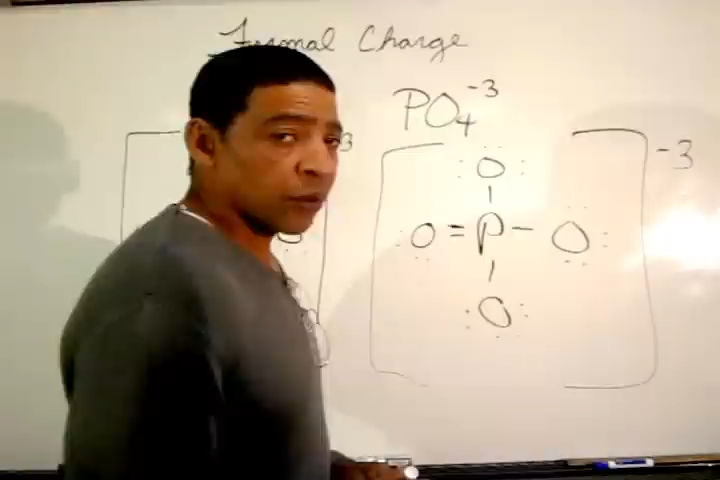 Formal Charge
PO₄⁻³
3
-3
O
O = P - O
O